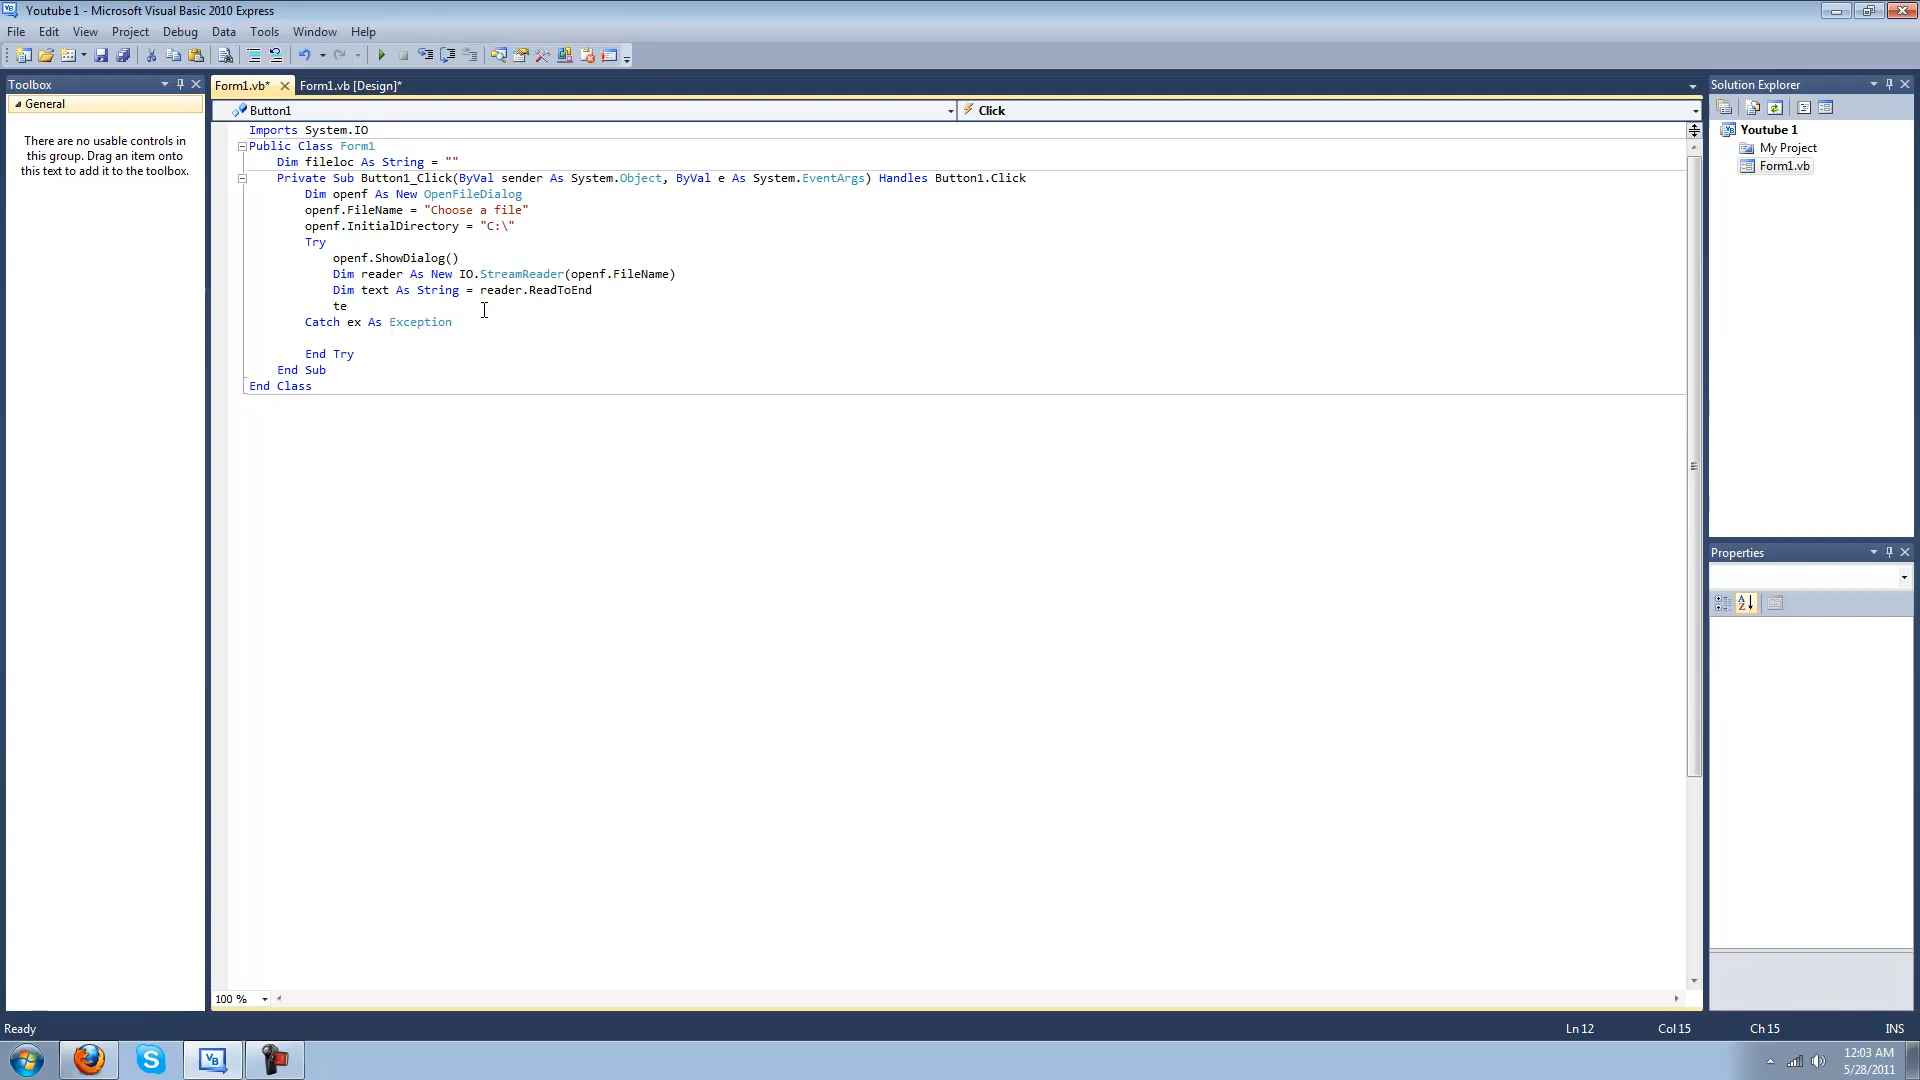 Youtube 1 - Microsoft Visual Basic 2010 Express
File Edit View Project Debug Data Tools Window Help
Toolbox
General
There are no usable controls in
this group. Drag an item onto
this text to add it to the toolbox.
Form1.vb* Form1.vb [Design]*
Button1 Click
Imports System.IO
Public Class Form1
Dim fileloc As String = ""
Private Sub Button1_Click(ByVal sender As System.Object, ByVal e As System.EventArgs) Handles Button1.Click
Dim openf As New OpenFileDialog
openf.FileName = "Choose a file"
openf.InitialDirectory = "C:\"
Try
openf.ShowDialog()
Dim reader As New IO.StreamReader(openf.FileName)
Dim text As String = reader.ReadToEnd
te
Catch ex As Exception
End Try
End Sub
End Class
100 %
Solution Explorer
Youtube 1
My Project
Form1.vb
Properties
Ready Ln 12 Col 15 Ch 15 INS
12:03 AM
5/28/2011